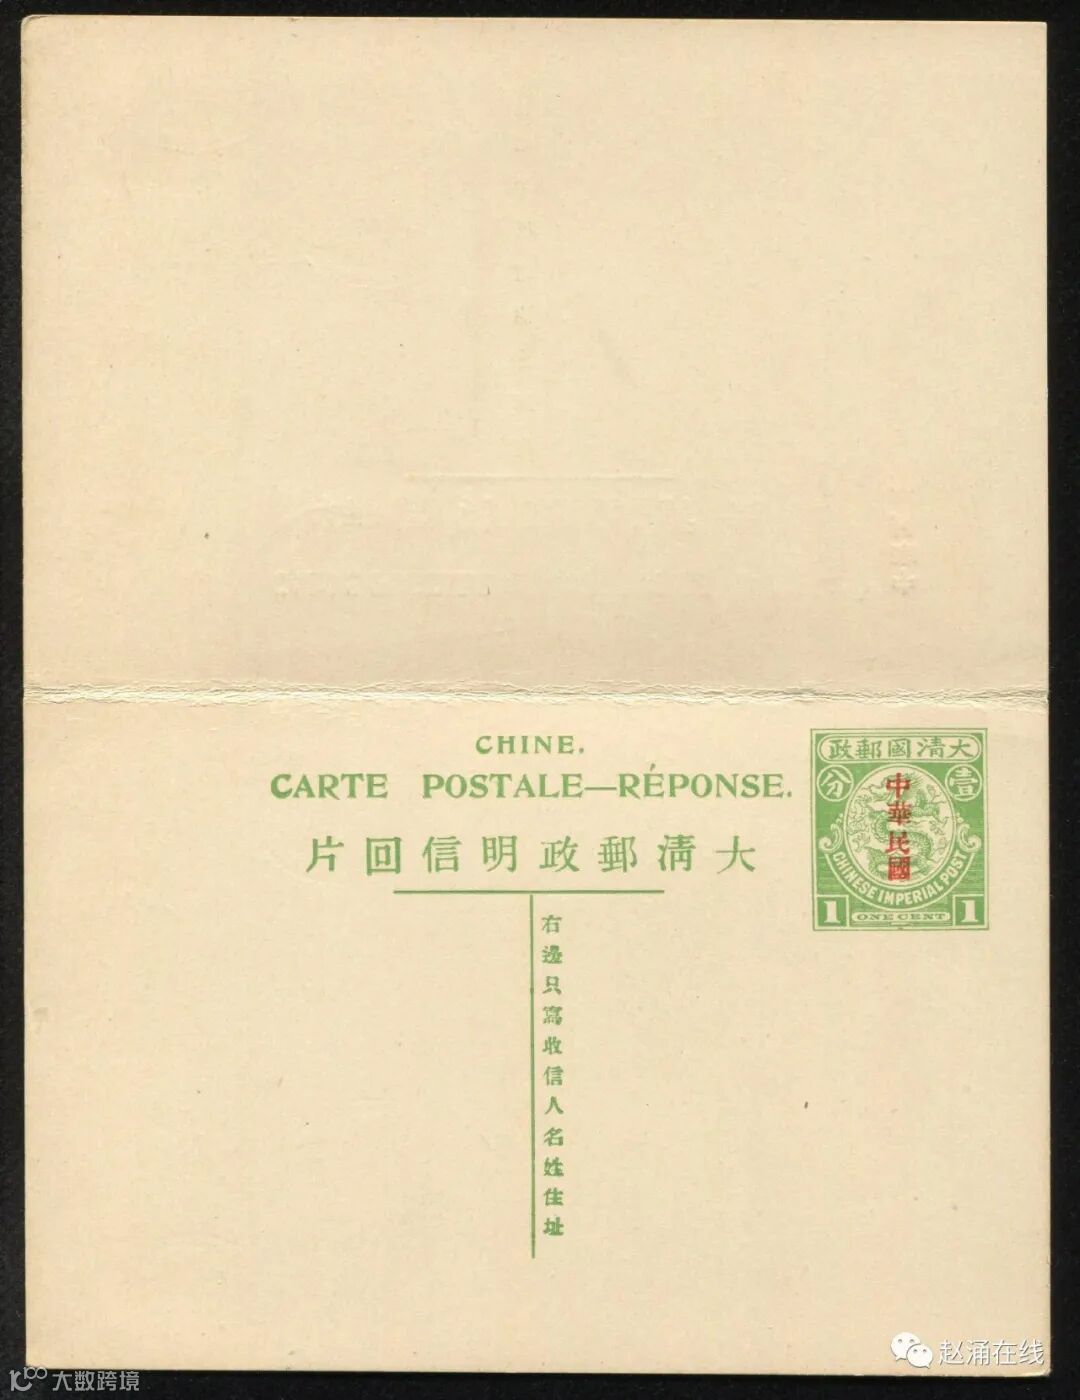 CHINE.
CARTE POSTALE—RÉPONSE.
大清郵政明信回片
右邊只寫收信人名姓住址
大清國郵政
壹分
中華民國
CHINESE IMPERIAL POST
1 ONE CENT 1
赵涌在线
大数跨境